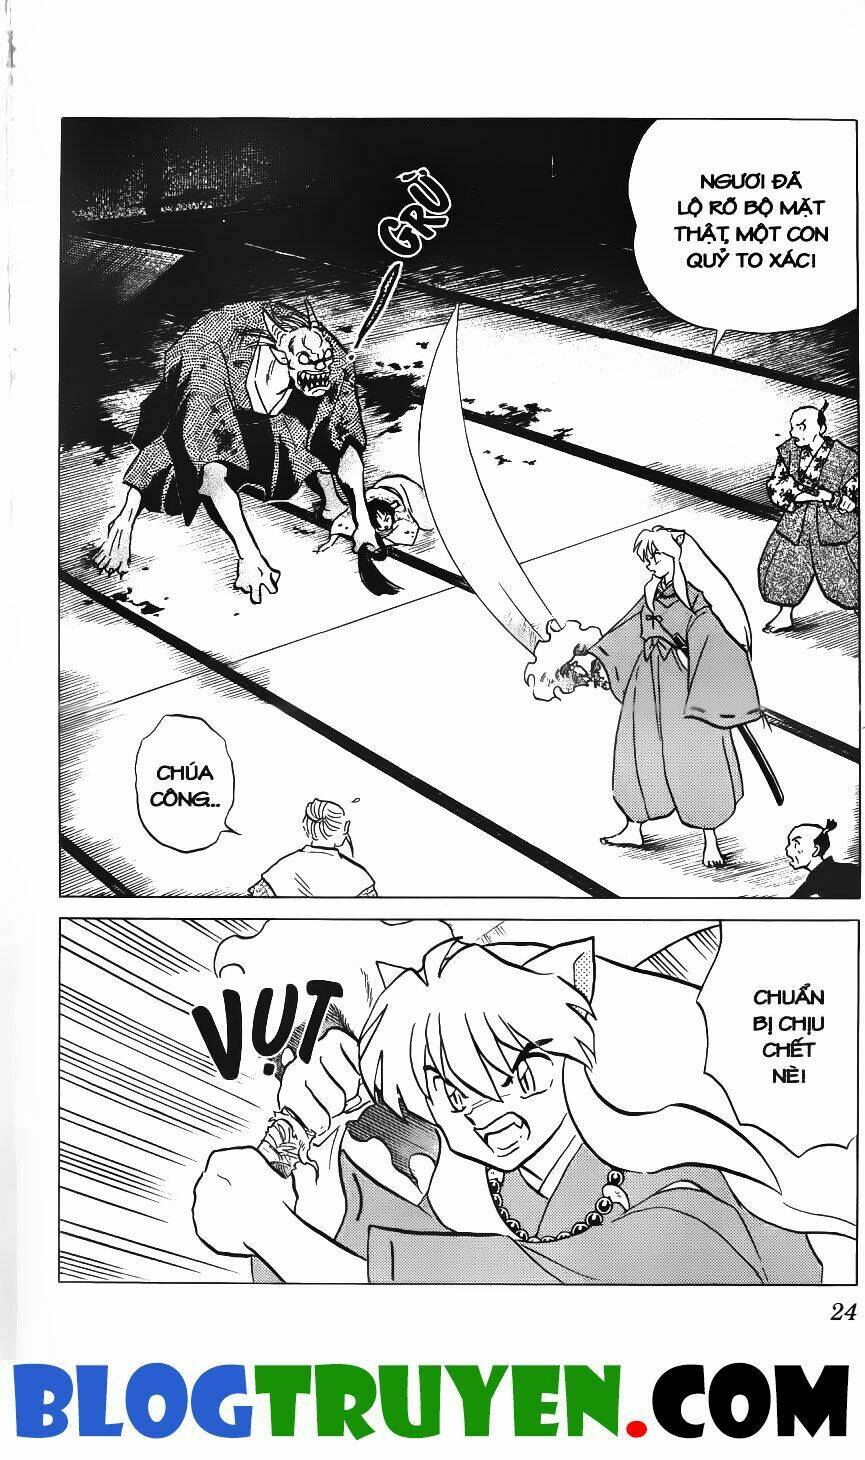 NGƯƠI ĐÃ
LỘ RÕ BỘ MẶT
THẬT, MỘT CON
QUỶ TO XÁC!
GRỪ
CHÚA
CÔNG...
VỤT
CHUẨN
BỊ CHỊU
CHẾT
NÈ!
24
BLOGTRUYEN.COM